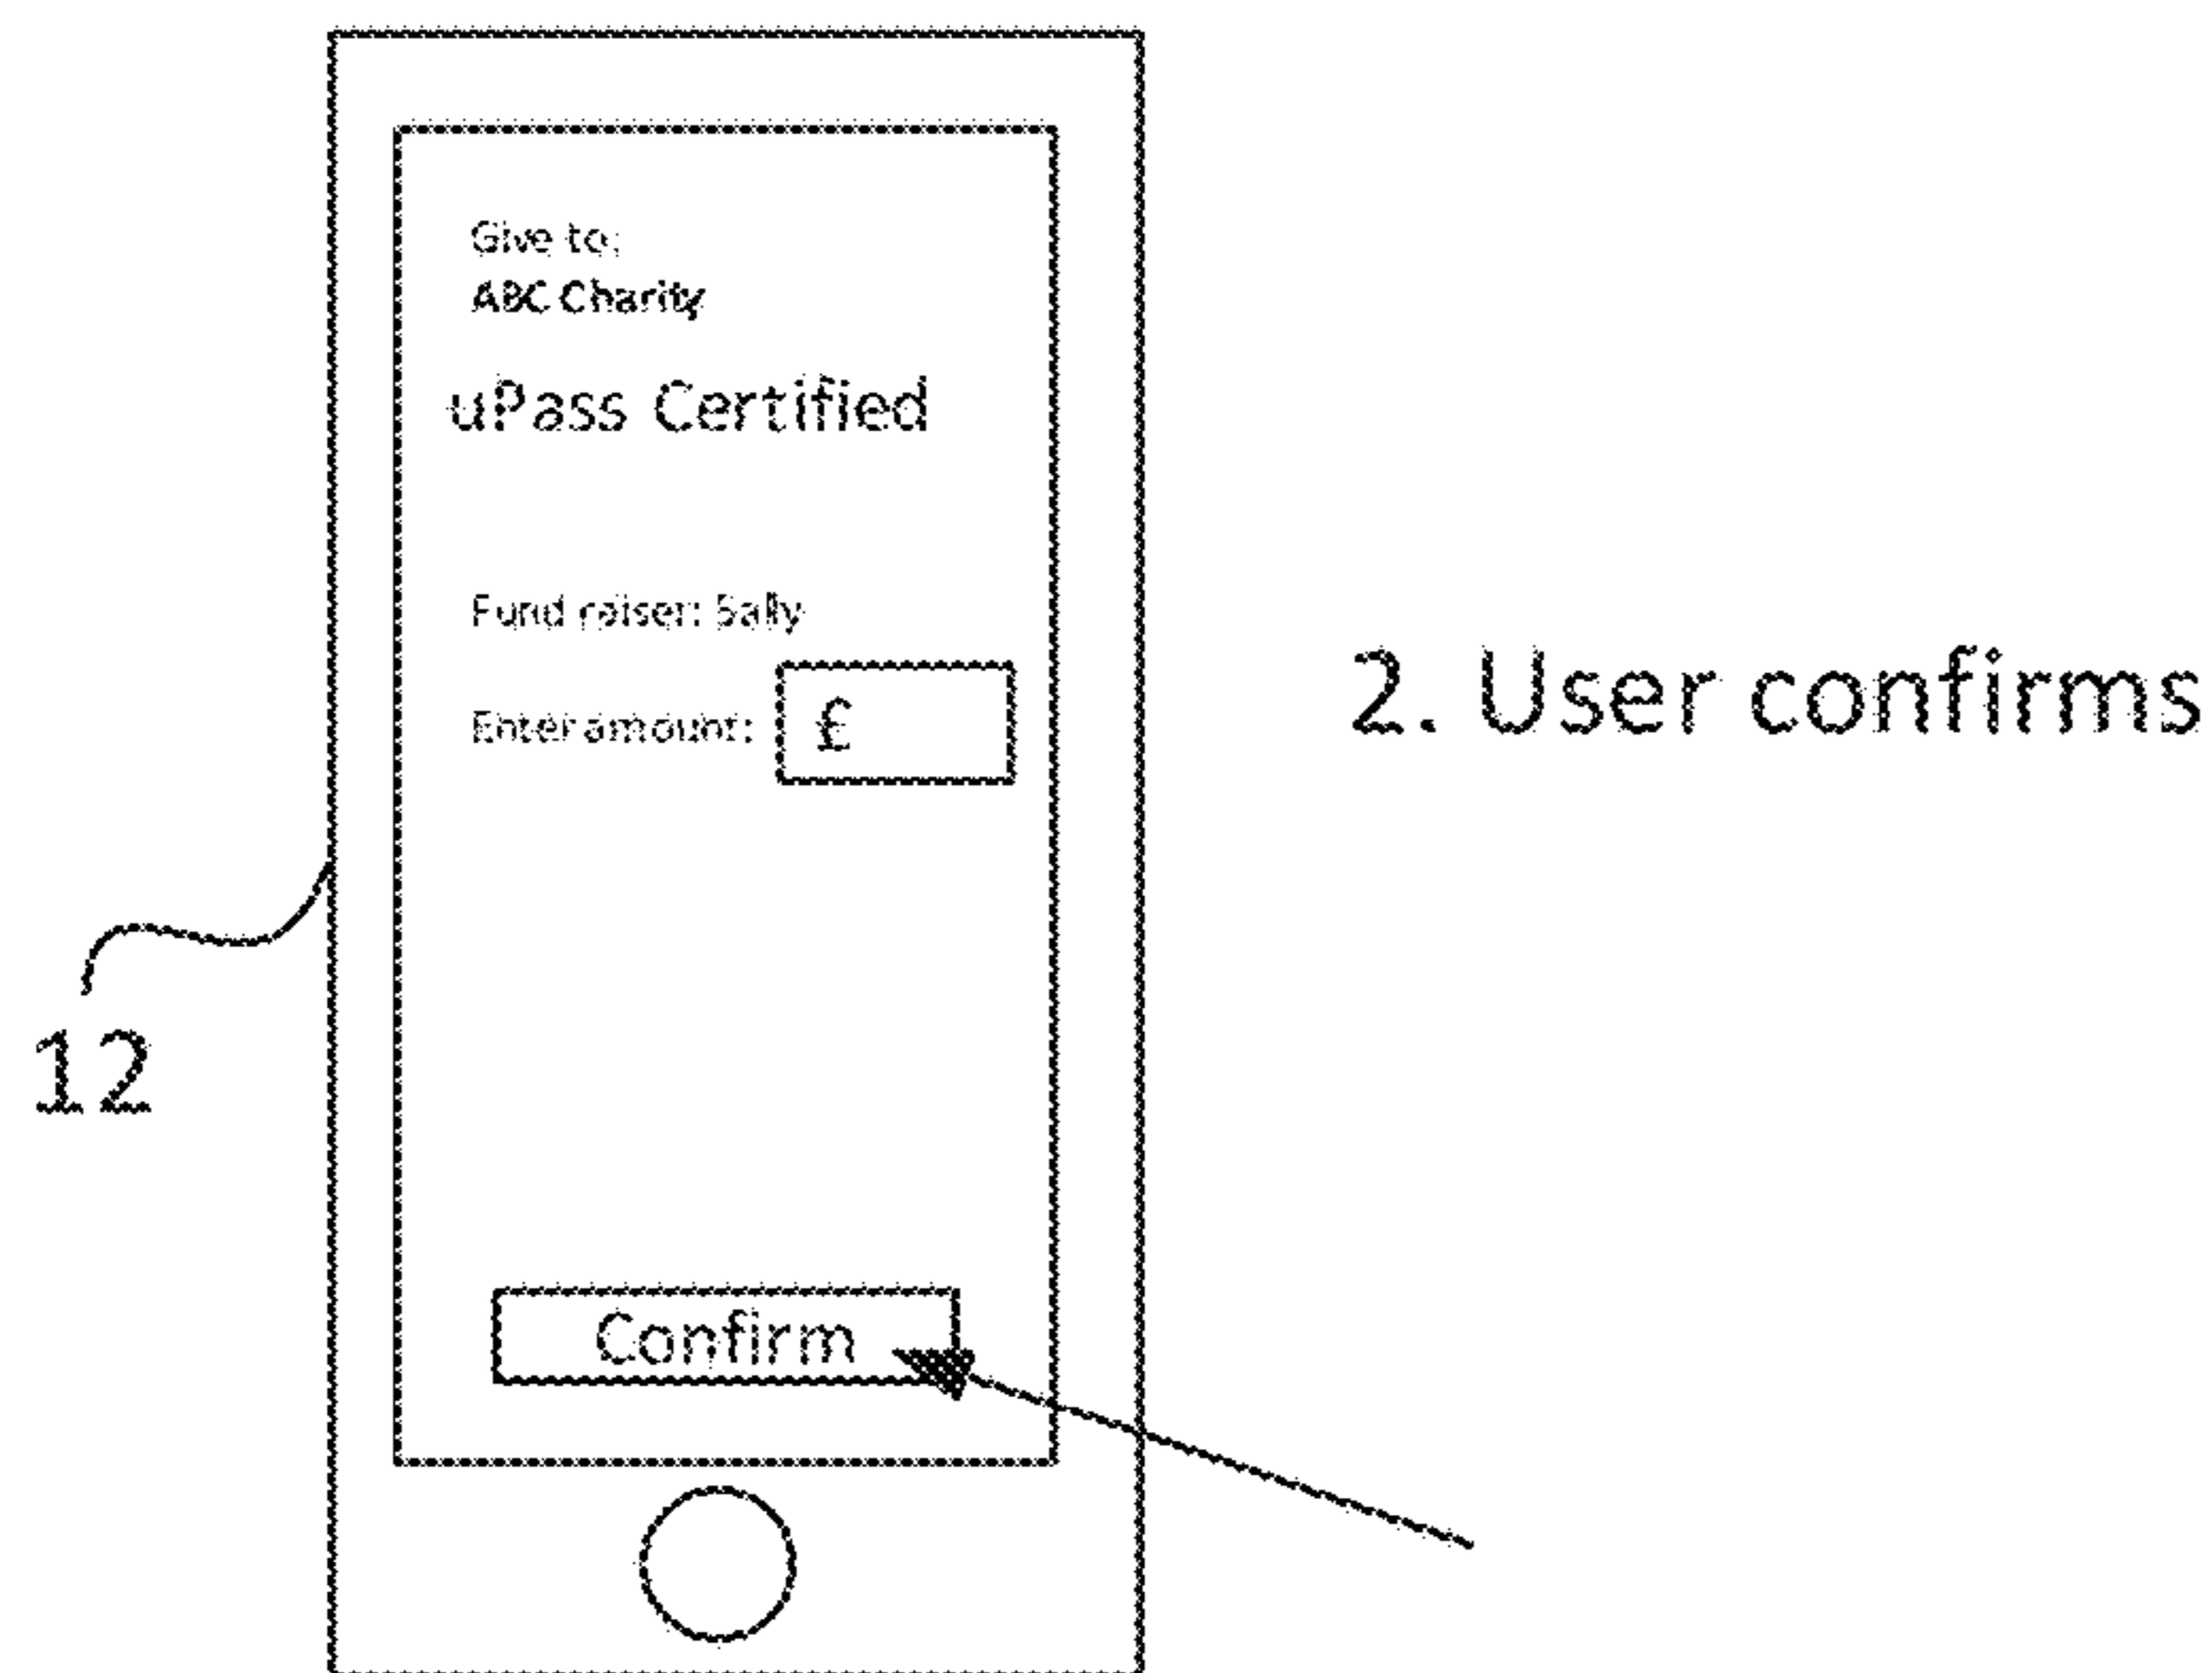 Give to:
ABC Charity
uPass Certified
Fund raiser: Sally
Enter amount: £
2. User confirms
12
Confirm